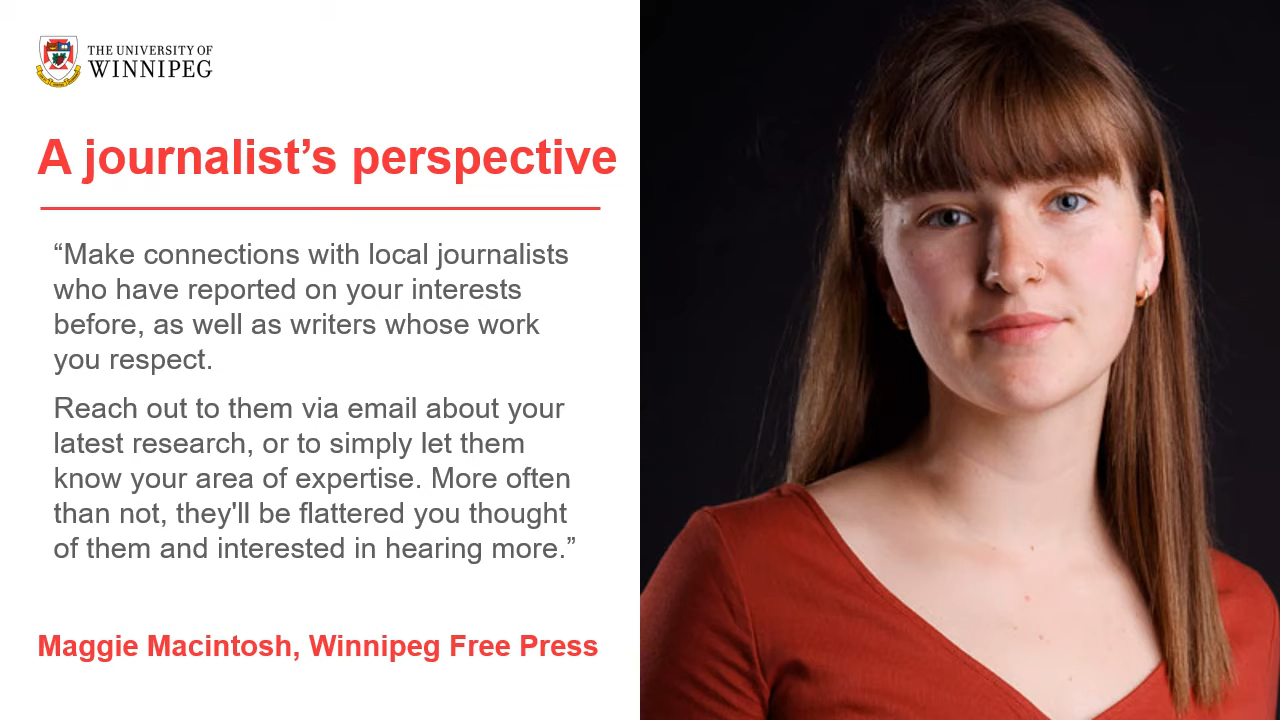 THE UNIVERSITY OF
WINNIPEG
A journalist’s perspective
“Make connections with local journalists
who have reported on your interests
before, as well as writers whose work
you respect.
Reach out to them via email about your
latest research, or to simply let them
know your area of expertise. More often
than not, they'll be flattered you thought
of them and interested in hearing more.”
Maggie Macintosh, Winnipeg Free Press